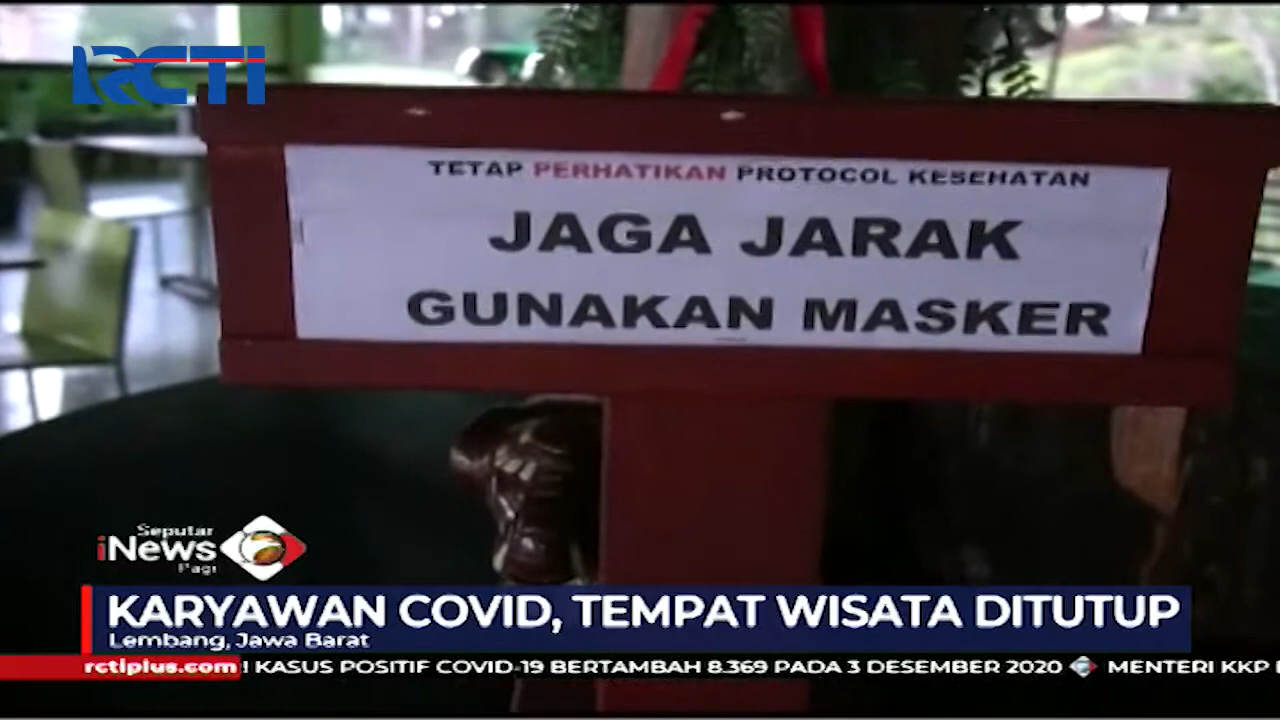 RCTI
TETAP PERHATIKAN PROTOCOL KESEHATAN
JAGA JARAK
GUNAKAN MASKER
Seputar
iNews
Pagi
KARYAWAN COVID, TEMPAT WISATA DITUTUP
Lembang, Jawa Barat
rctiplus.com KASUS POSITIF COVID-19 BERTAMBAH 8.369 PADA 3 DESEMBER 2020 MENTERI KKP